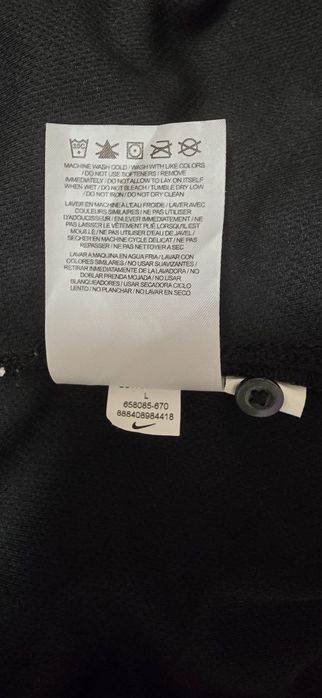 30C
MACHINE WASH COLD / WASH WITH LIKE COLORS
/ DO NOT USE SOFTENERS / REMOVE
IMMEDIATELY / DO NOT ALLOW TO LAY ON ITSELF
WHEN WET / DO NOT BLEACH / TUMBLE DRY LOW
/ DO NOT IRON / DO NOT DRY CLEAN
LAVER EN MACHINE A L'EAU FROIDE / LAVER AVEC
COULEURS SIMILAIRES / NE PAS UTILISER
D'ADOUCISSEUR / ENLEVER IMMEDIATEMENT / NE
PAS LAISSER LE VÊTEMENT PLIÉ LORSQU'IL EST
MOUILLÉ / NE PAS UTILISER D'EAU DE JAVEL /
SECHER EN MACHINE CYCLE DÉLICAT / NE PAS
REPASSER / NE PAS NETTOYER A SEC
LAVAR A MAQUINA EN AGUA FRIA / LAVAR CON
COLORES SIMILARES / NO USAR SUAVIZANTES /
RETIRAR INMEDIATAMENTE DE LA LAVADORA / NO
DOBLAR PRENDA MOJADA / NO USAR
BLANQUEADORES / USAR SECADORA CICLO
LENTO / NO PLANCHAR / NO LAVAR EN SECO
L
658085-670
888408984418